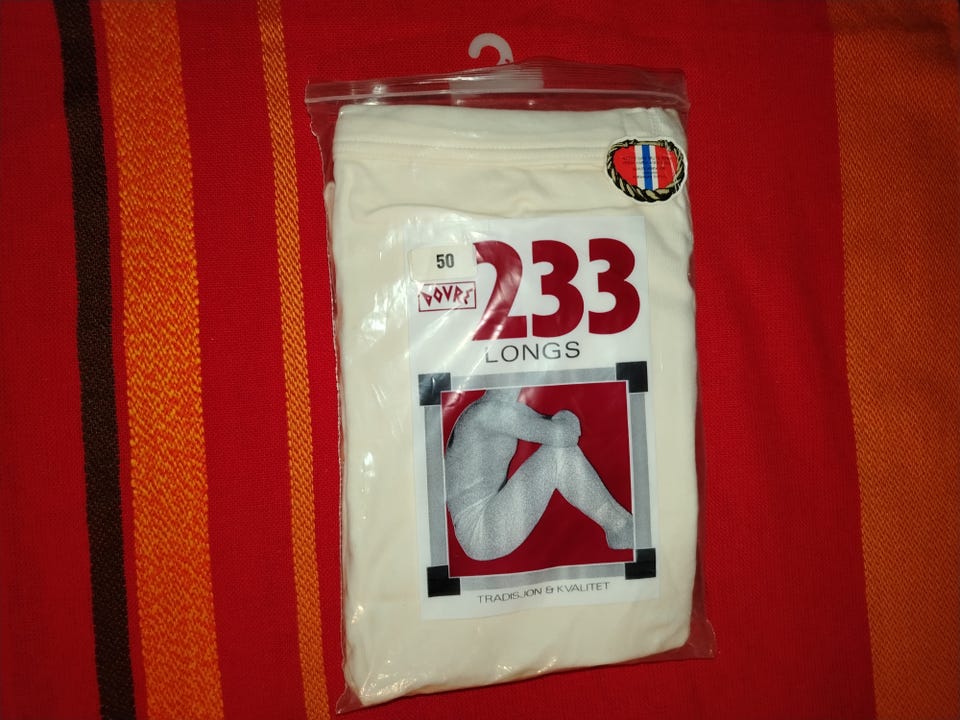 50
233
DOVRE
LONGS
TRADISJON & KVALITET